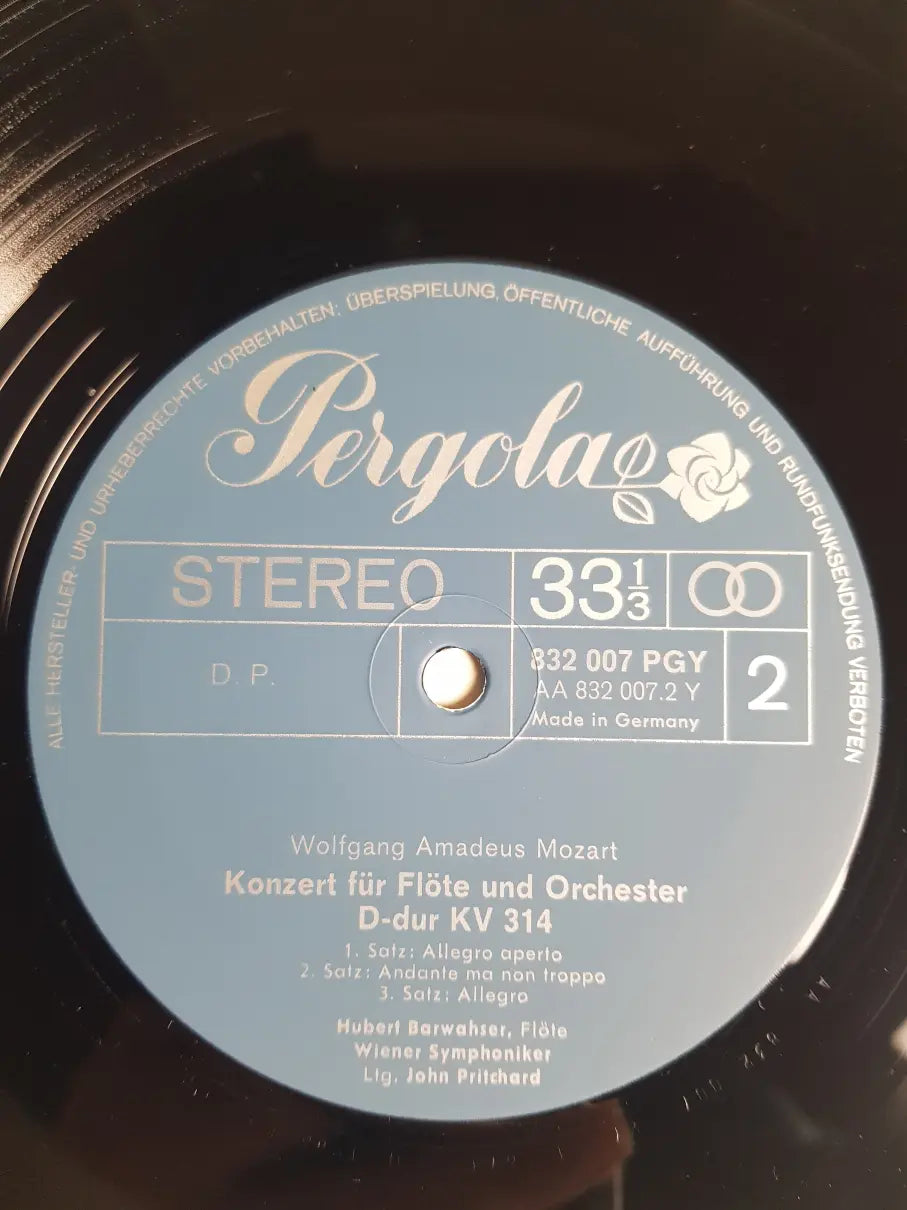 ALLE HERSTELLER- UND URHEBERRECHTE VORBEHALTEN; ÜBERSPIELUNG, ÖFFENTLICHE AUFFÜHRUNG UND RUNDFUNKSENDUNG VERBOTEN
Pergola
STEREO
33 1/3
D. P.
832 007 PGY
AA 832 007.2 Y
Made in Germany
2
Wolfgang Amadeus Mozart
Konzert für Flöte und Orchester
D-dur KV 314
1. Satz: Allegro aperto
2. Satz: Andante ma non troppo
3. Satz: Allegro
Hubert Barwahser, Flöte
Wiener Symphoniker
Ltg. John Pritchard